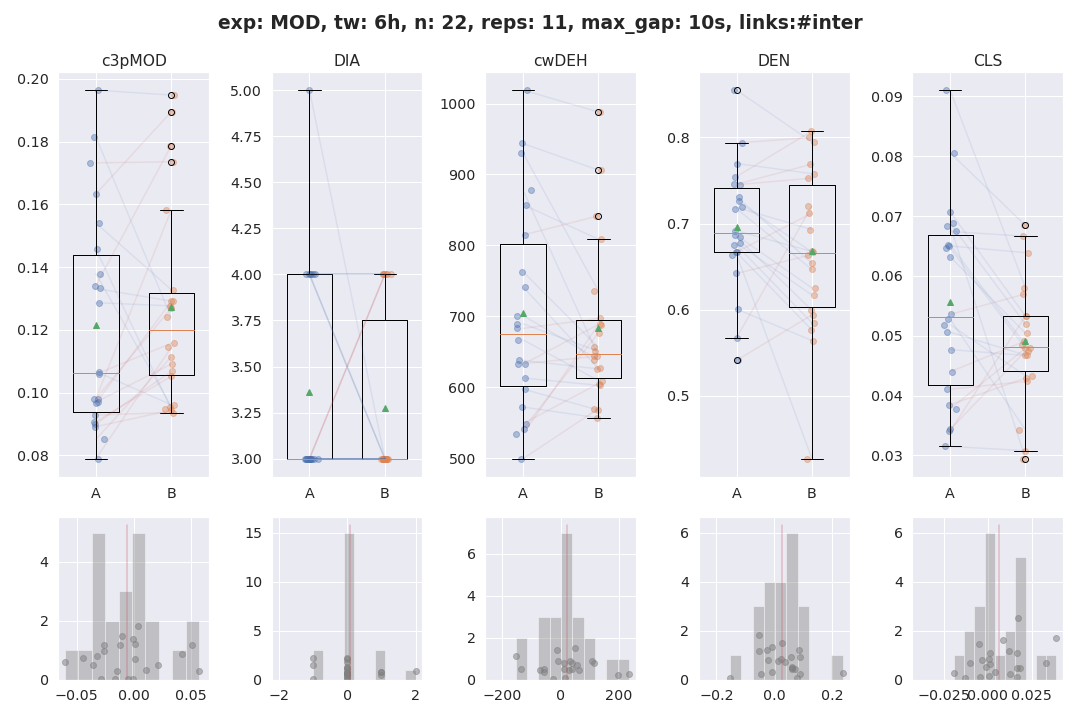 exp: MOD, tw: 6h, n: 22, reps: 11, max_gap: 10s, links:#inter
c3pMOD DIA cwDEH DEN CLS
0.20 0.18 0.16 0.14 0.12 0.10 0.08
5.00 4.75 4.50 4.25 4.00 3.75 3.50 3.25 3.00
1000 900 800 700 600 500
0.8 0.7 0.6 0.5
0.09 0.08 0.07 0.06 0.05 0.04 0.03
A B A B A B A B A B
4 2 0
15 10 5 0
6 4 2 0
6 4 2 0
6 4 2 0
−0.05 0.00 0.05
−2 0 2
−200 0 200
−0.2 0.0 0.2
−0.025 0.000 0.025